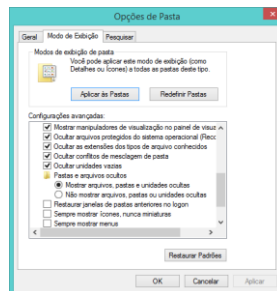 Opções de Pasta
Geral Modo de Exibição Pesquisar
Modos de exibição de pasta
Você pode aplicar este modo de exibição (como
Detalhes ou Ícones) a todas as pastas deste tipo.
Aplicar às Pastas Redefinir Pastas
Configurações avançadas:
Mostrar manipuladores de visualização no painel de visua
Ocultar arquivos protegidos do sistema operacional (Reco
Ocultar as extensões dos tipos de arquivo conhecidos
Ocultar conflitos de mesclagem de pasta
Ocultar unidades vazias
Pastas e arquivos ocultos
Mostrar arquivos, pastas e unidades ocultas
Não mostrar arquivos, pastas ou unidades ocultas
Restaurar janelas de pastas anteriores no logon
Sempre mostrar ícones, nunca miniaturas
Sempre mostrar menus
Restaurar Padrões
OK Cancelar Aplicar